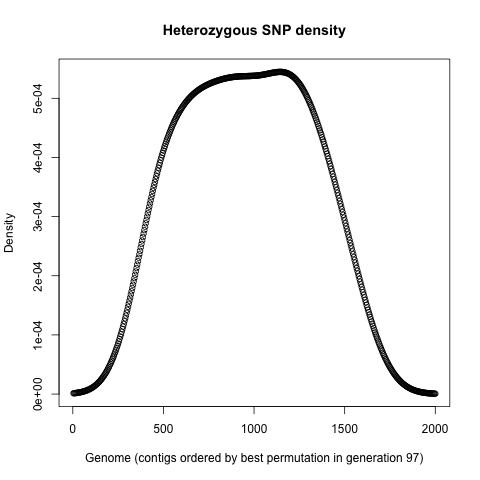 Heterozygous SNP density
Density
5e-04
4e-04
3e-04
2e-04
1e-04
0e+00
0 500 1000 1500 2000
Genome (contigs ordered by best permutation in generation 97)